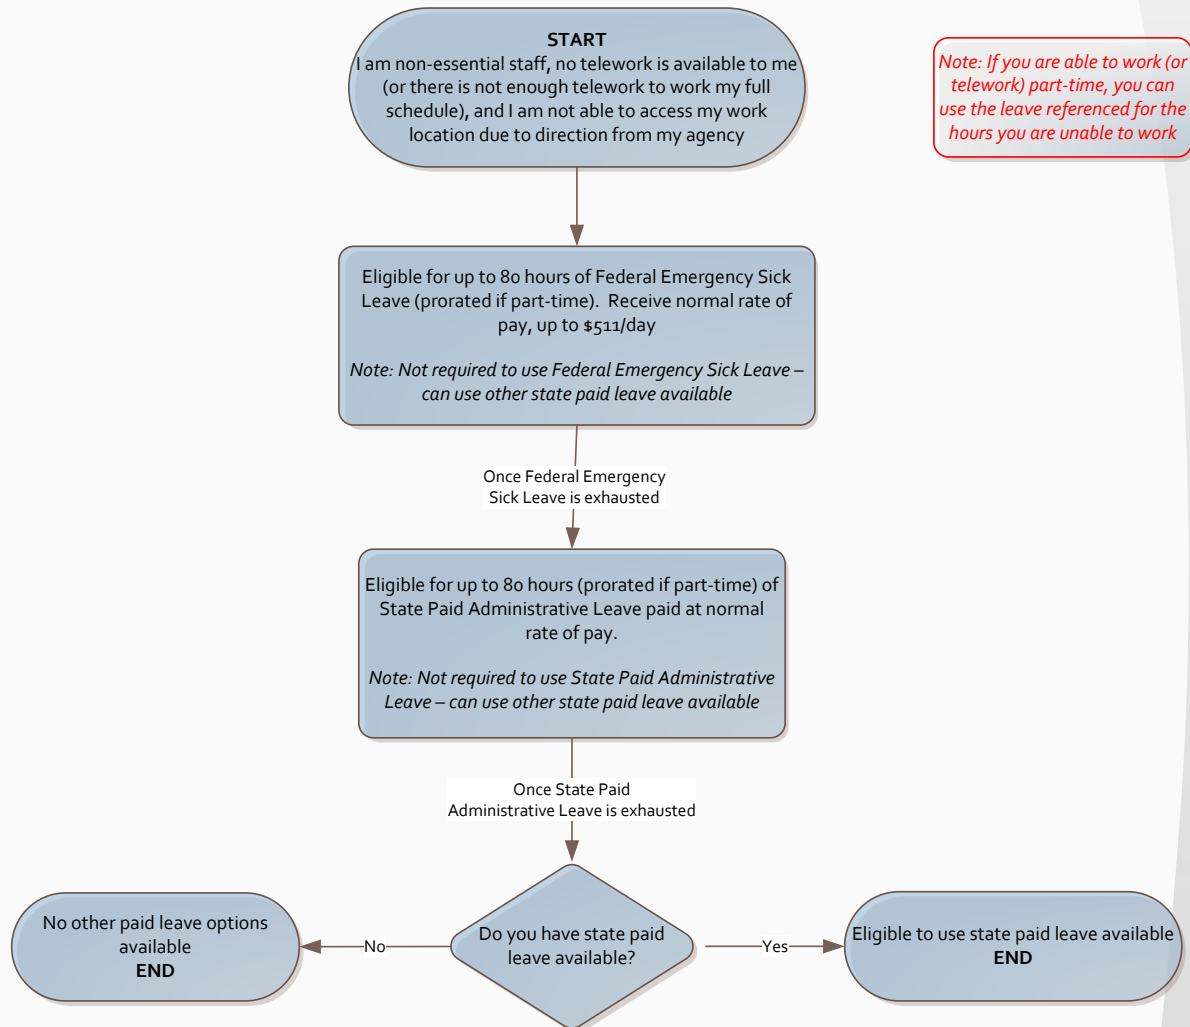 START
I am non-essential staff, no telework is available to me
(or there is not enough telework to work my full
schedule), and I am not able to access my work
location due to direction from my agency
Note: If you are able to work (or
telework) part-time, you can
use the leave referenced for the
hours you are unable to work
Eligible for up to 80 hours of Federal Emergency Sick
Leave (prorated if part-time).  Receive normal rate of
pay, up to $511/day
Note: Not required to use Federal Emergency Sick Leave –
can use other state paid leave available
Once Federal Emergency
Sick Leave is exhausted
Eligible for up to 80 hours (prorated if part-time) of
State Paid Administrative Leave paid at normal
rate of pay.
Note: Not required to use State Paid Administrative
Leave – can use other state paid leave available
Once State Paid
Administrative Leave is exhausted
Do you have state paid
leave available?
No
No other paid leave options
available
END
Yes
Eligible to use state paid leave available
END